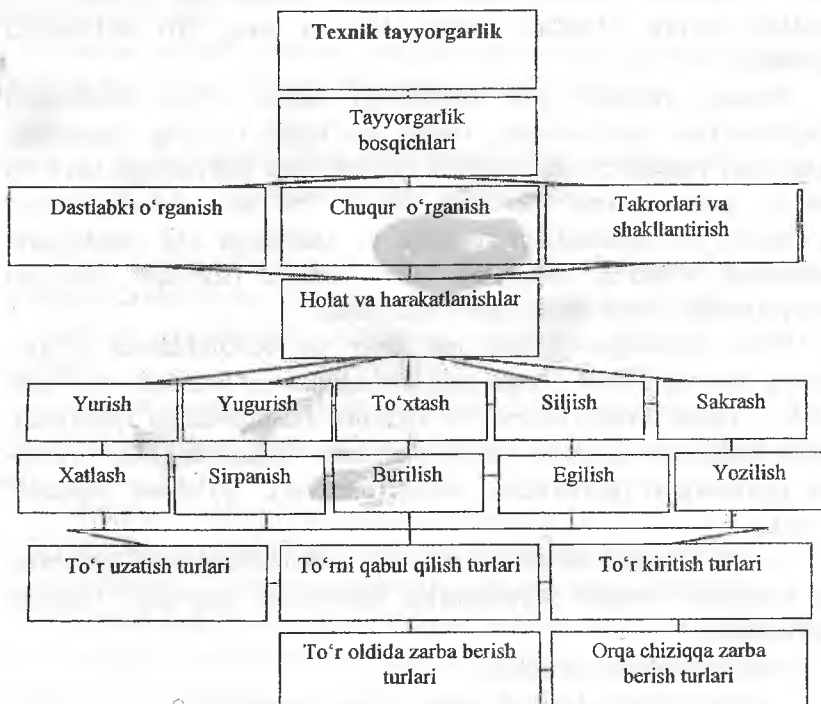 Texnik tayyorgarlik
Tayyorgarlik
bosqichlari
Dastlabki o‘rganish
Chuqur o‘rganish
Takrorlari va
shakllantirish
Holat va harakatlanishlar
Yurish
Yugurish
To‘xtash
Siljish
Sakrash
Xatlash
Sirpanish
Burilish
Egilish
Yozilish
To‘r uzatish turlari
To‘rni qabul qilish turlari
To‘r kiritish turlari
To‘r oldida zarba berish
turlari
Orqa chiziqqa zarba
berish turlari